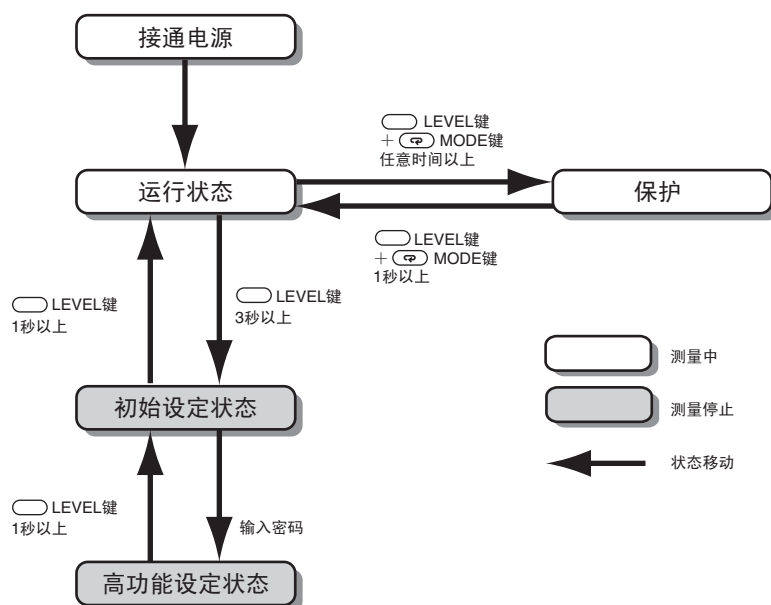 接通电源
LEVEL键
+ MODE键
任意时间以上
运行状态
保护
LEVEL键
+ MODE键
1秒以上
LEVEL键
1秒以上
LEVEL键
3秒以上
测量中
初始设定状态
测量停止
状态移动
LEVEL键
1秒以上
输入密码
高功能设定状态